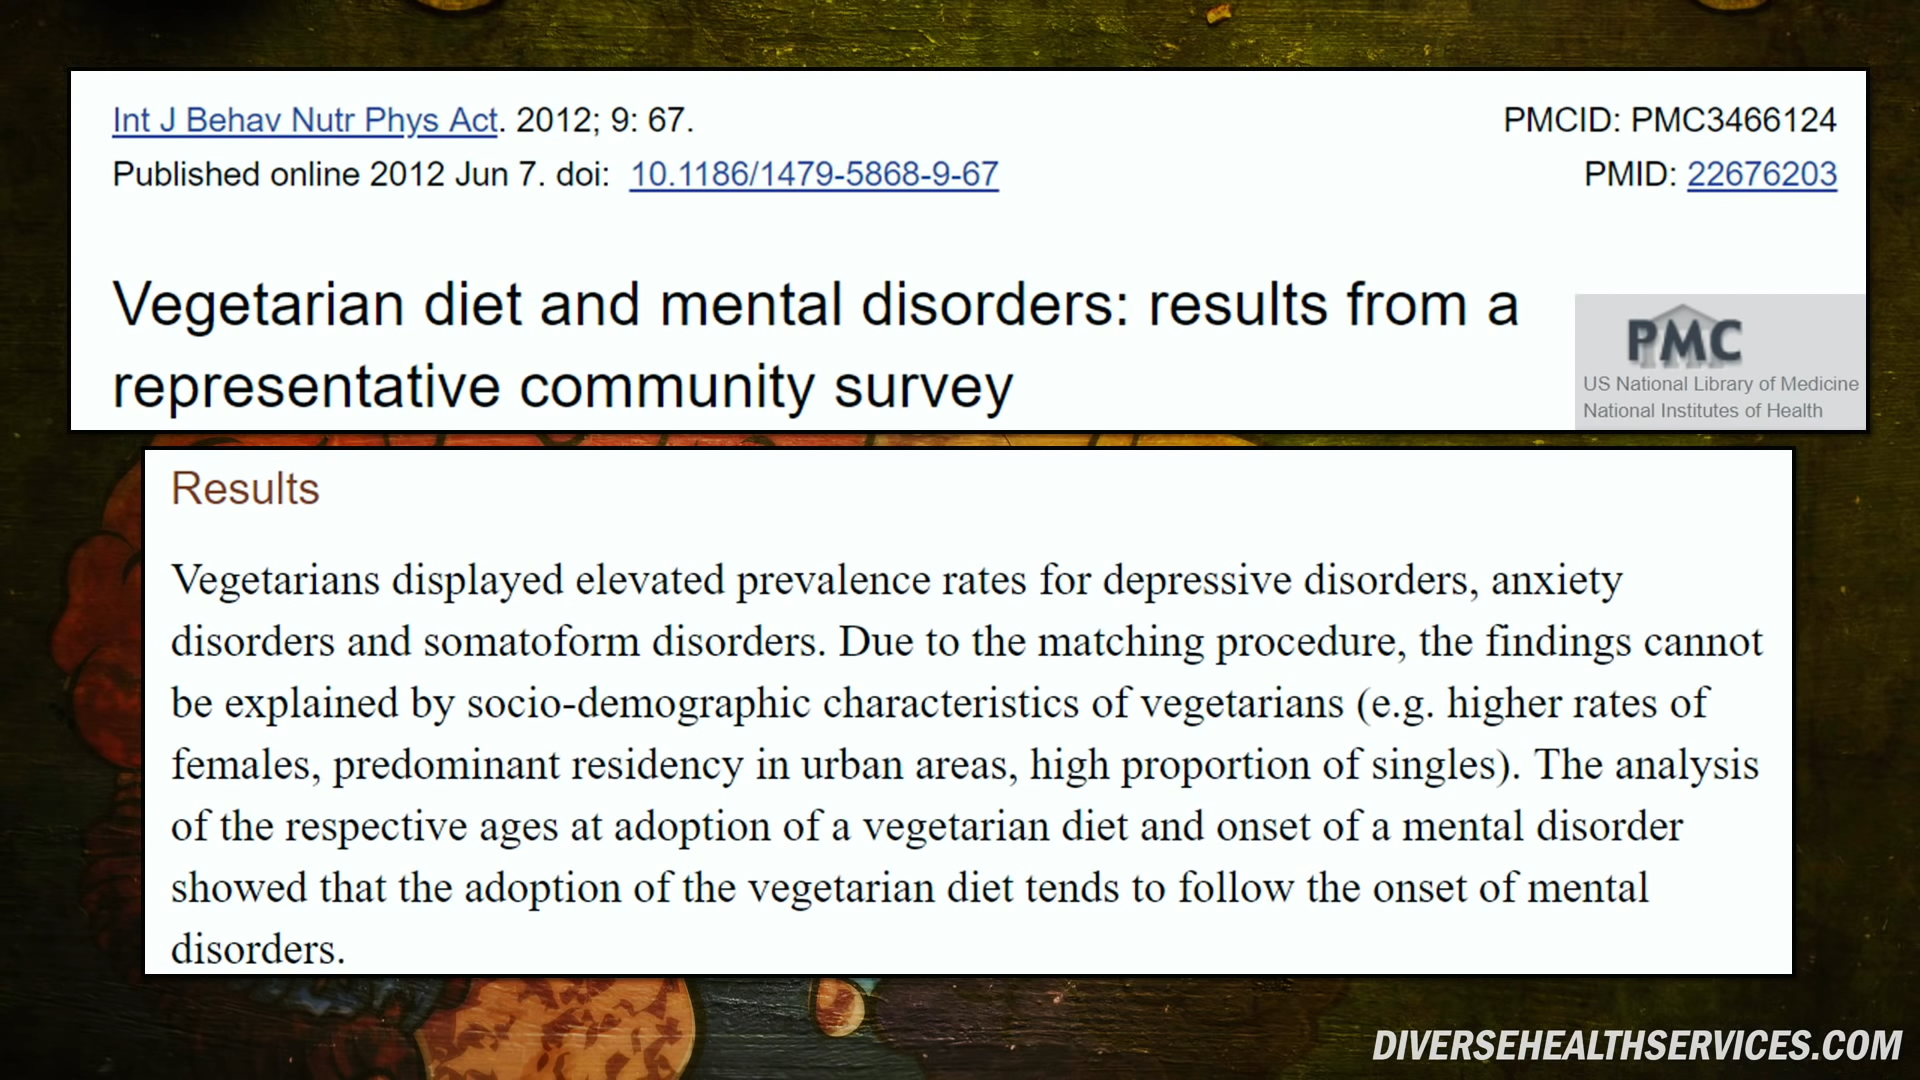 Int J Behav Nutr Phys Act. 2012; 9: 67.
PMCID: PMC3466124
Published online 2012 Jun 7. doi: 10.1186/1479-5868-9-67
PMID: 22676203
Vegetarian diet and mental disorders: results from a
representative community survey
PMC
US National Library of Medicine
National Institutes of Health
Results
Vegetarians displayed elevated prevalence rates for depressive disorders, anxiety
disorders and somatoform disorders. Due to the matching procedure, the findings cannot
be explained by socio-demographic characteristics of vegetarians (e.g. higher rates of
females, predominant residency in urban areas, high proportion of singles). The analysis
of the respective ages at adoption of a vegetarian diet and onset of a mental disorder
showed that the adoption of the vegetarian diet tends to follow the onset of mental
disorders.
DIVERSEHEALTHSERVICES.COM